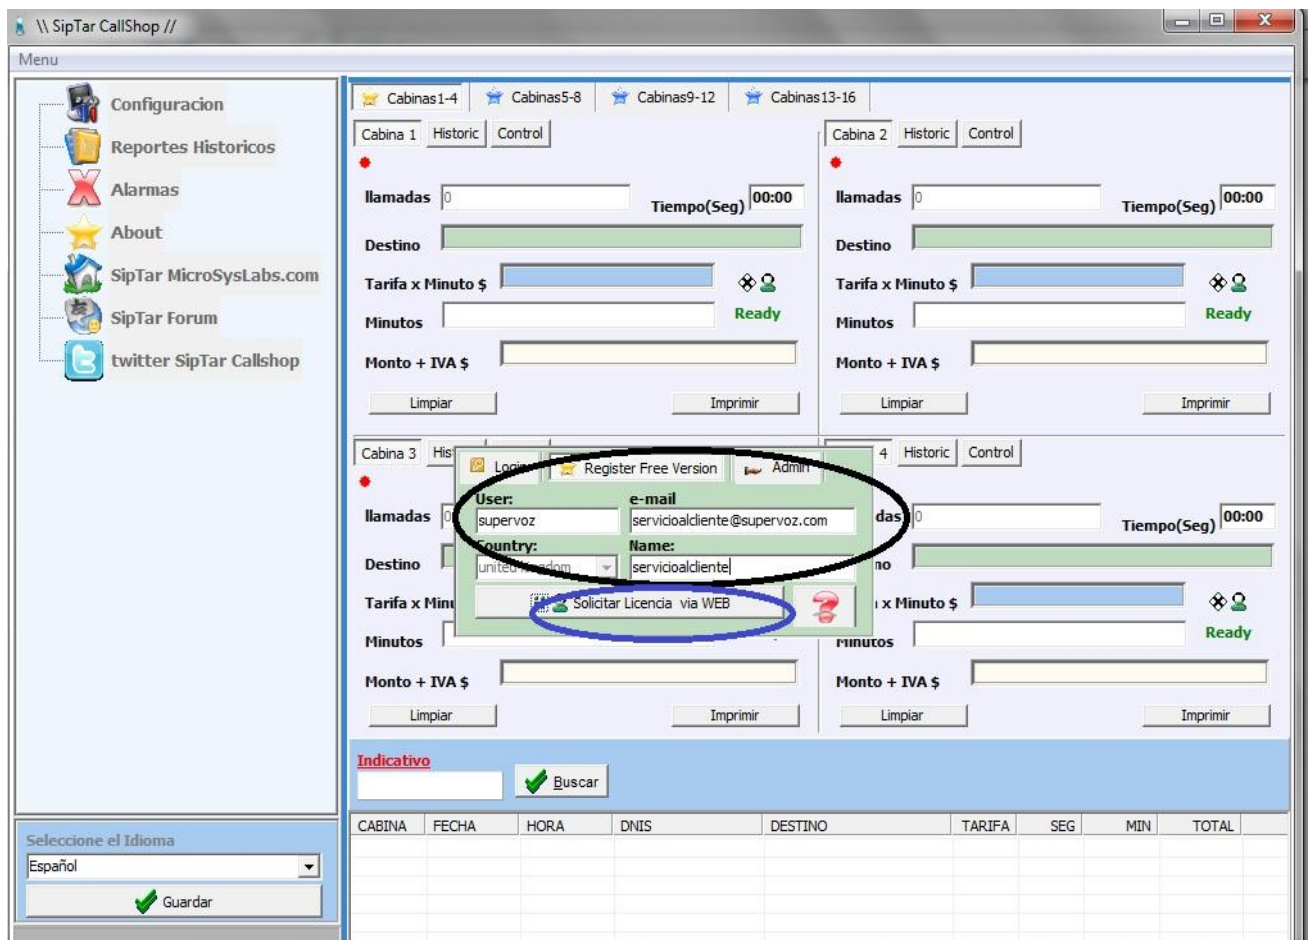 \\ SipTar CallShop //
Menu
Configuracion
Reportes Historicos
Alarmas
About
SipTar MicroSysLabs.com
SipTar Forum
twitter SipTar Callshop
Cabinas1-4 Cabinas5-8 Cabinas9-12 Cabinas13-16
Cabina 1 Historic Control
llamadas 0 Tiempo(Seg) 00:00
Destino
Tarifa x Minuto $
Minutos Ready
Monto + IVA $
Limpiar Imprimir
Cabina 2 Historic Control
llamadas 0 Tiempo(Seg) 00:00
Destino
Tarifa x Minuto $
Minutos Ready
Monto + IVA $
Limpiar Imprimir
Cabina 3
llamadas
Destino
Tarifa x
Minutos
Monto + IVA $
Limpiar Imprimir
4 Historic Control
0 Tiempo(Seg) 00:00
x Minuto $
Minutos Ready
Monto + IVA $
Limpiar Imprimir
Login Register Free Version Admin
User: e-mail
supervoz servicioalcliente@supervoz.com
Country: Name:
united kingdom servicioalcliente
Solicitar Licencia via WEB
Indicativo
Buscar
CABINA FECHA HORA DNIS DESTINO TARIFA SEG MIN TOTAL
Seleccione el Idioma
Español
Guardar